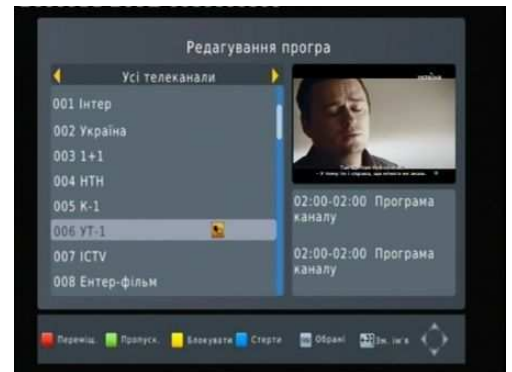 Редагування програ
Усі телеканали
001 Інтер
002 Україна
003 1+1
004 НТН
005 К-1
006 УТ-1
007 ICTV
008 Ентер-фільм
02:00-02:00 Програма
каналу
02:00-02:00 Програма
каналу
Переміщ. Пропуск. Блокувати Стерти Обрані Зм. ім'я